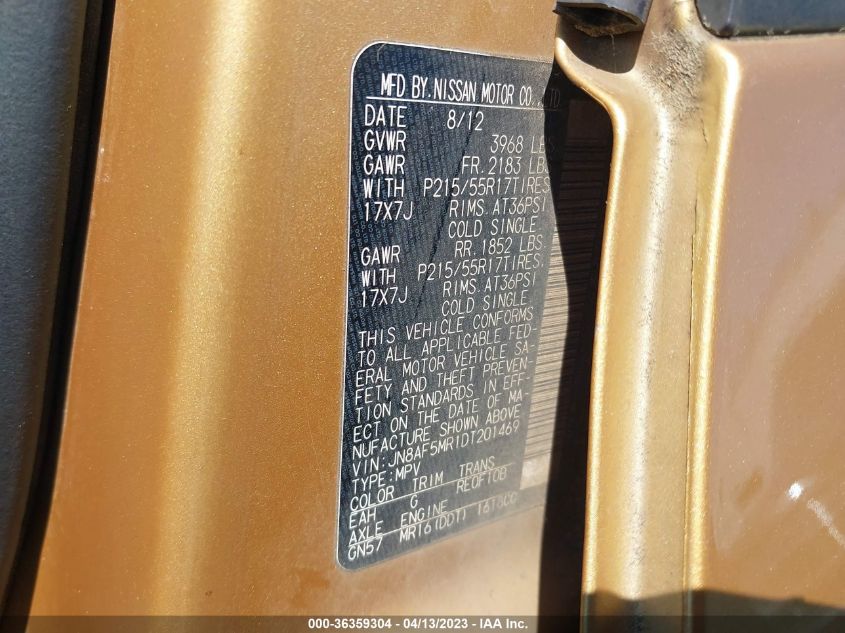 MFD BY.NISSAN MOTOR CO.,LTD
DATE 8/12
GVWR 3968 LBS
GAWR FR.2183 LBS
WITH P215/55R17TIRES
17X7J RIMS.AT36PSI
COLD SINGLE
GAWR RR.1852 LBS.
WITH P215/55R17TIRES.
17X7J RIMS.AT36PSI
COLD SINGLE.
THIS VEHICLE CONFORMS
TO ALL APPLICABLE FED-
ERAL MOTOR VEHICLE SA-
FETY AND THEFT PREVEN-
TION STANDARDS IN EFF-
ECT ON THE DATE OF MA-
NUFACTURE SHOWN ABOVE
VIN:JN8AF5MR1DT201469
TYPE:MPV
COLOR TRIM TRANS
EAH G RE0F10B
AXLE ENGINE
GN57 MR16(DDT) 1618CC
000-36359304 - 04/13/2023 - IAA Inc.